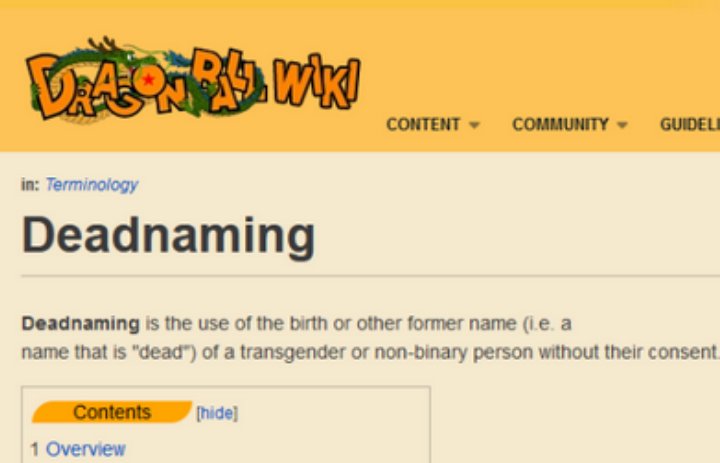 DRAGON BALL WIKI
CONTENT COMMUNITY GUIDELI
in: Terminology
Deadnaming
Deadnaming is the use of the birth or other former name (i.e. a
name that is "dead") of a transgender or non-binary person without their consent.
Contents [hide]
1 Overview